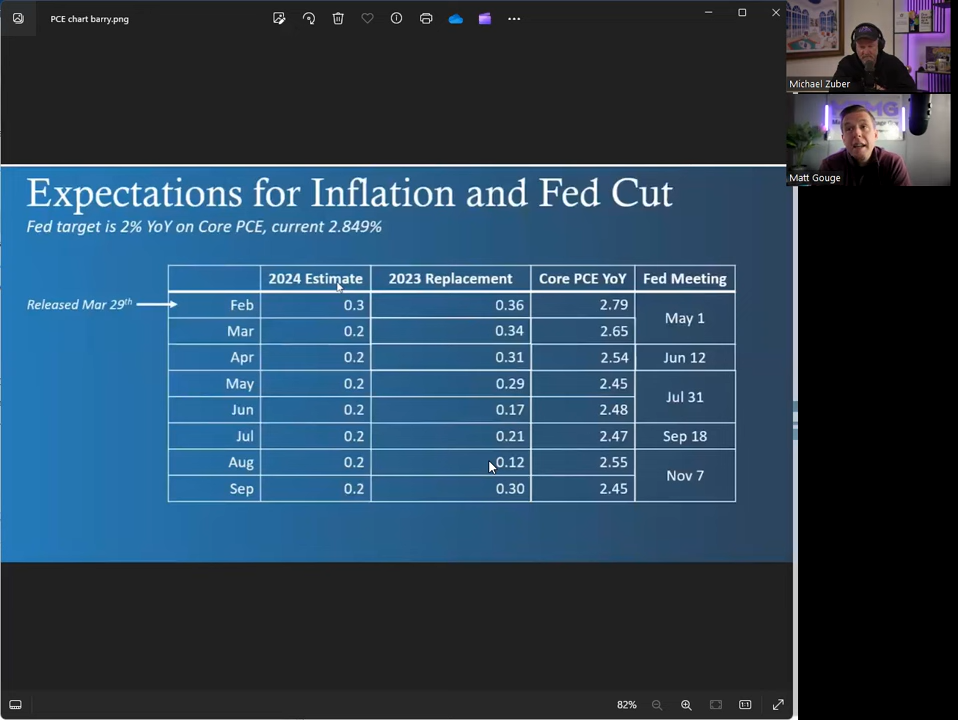 PCE chart barry.png
Michael Zuber
Matt Gouge
Expectations for Inflation and Fed Cut
Fed target is 2% YoY on Core PCE, current 2.849%
2024 Estimate 2023 Replacement Core PCE YoY Fed Meeting
Released Mar 29th Feb 0.3 0.36 2.79 May 1
Mar 0.2 0.34 2.65
Apr 0.2 0.31 2.54 Jun 12
May 0.2 0.29 2.45 Jul 31
Jun 0.2 0.17 2.48
Jul 0.2 0.21 2.47 Sep 18
Aug 0.2 0.12 2.55 Nov 7
Sep 0.2 0.30 2.45
82%
1:1